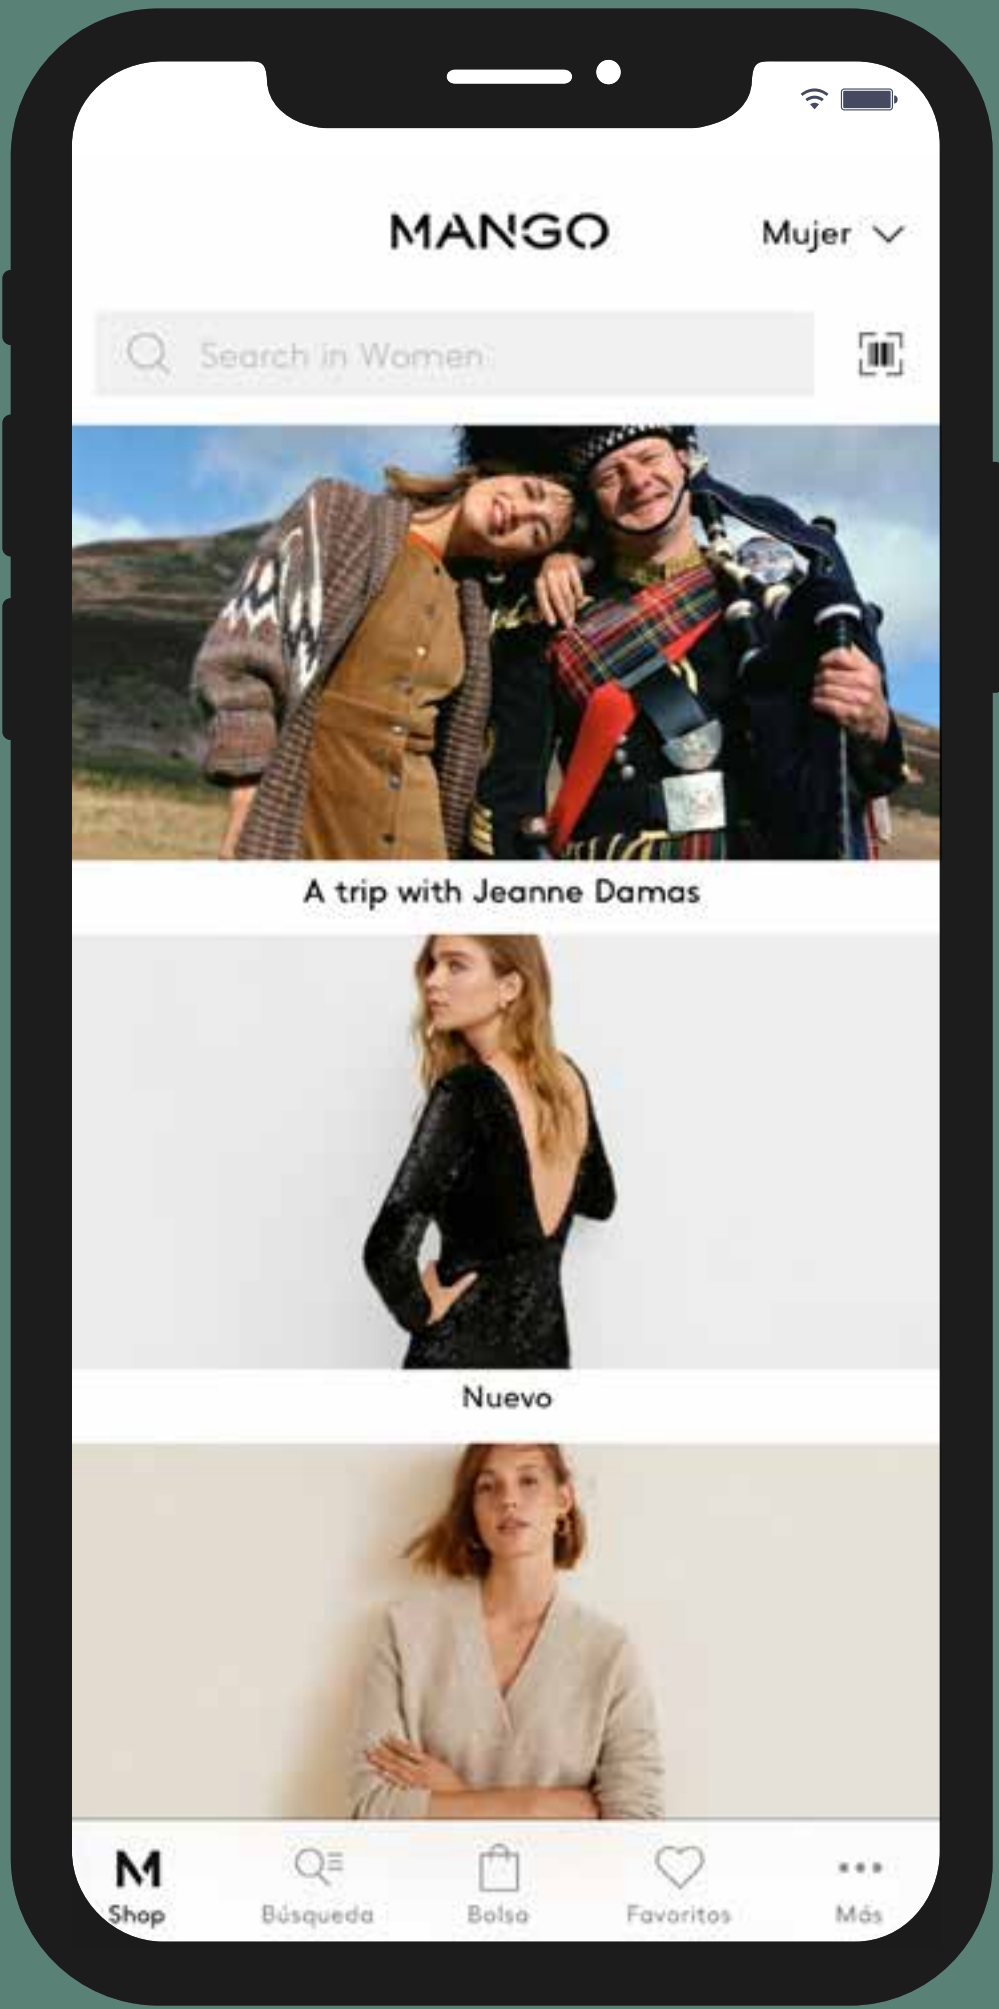 MANGO
Mujer
Search in Women
A trip with Jeanne Damas
Nuevo
M
Shop
Búsqueda
Bolsa
Favoritos
Más